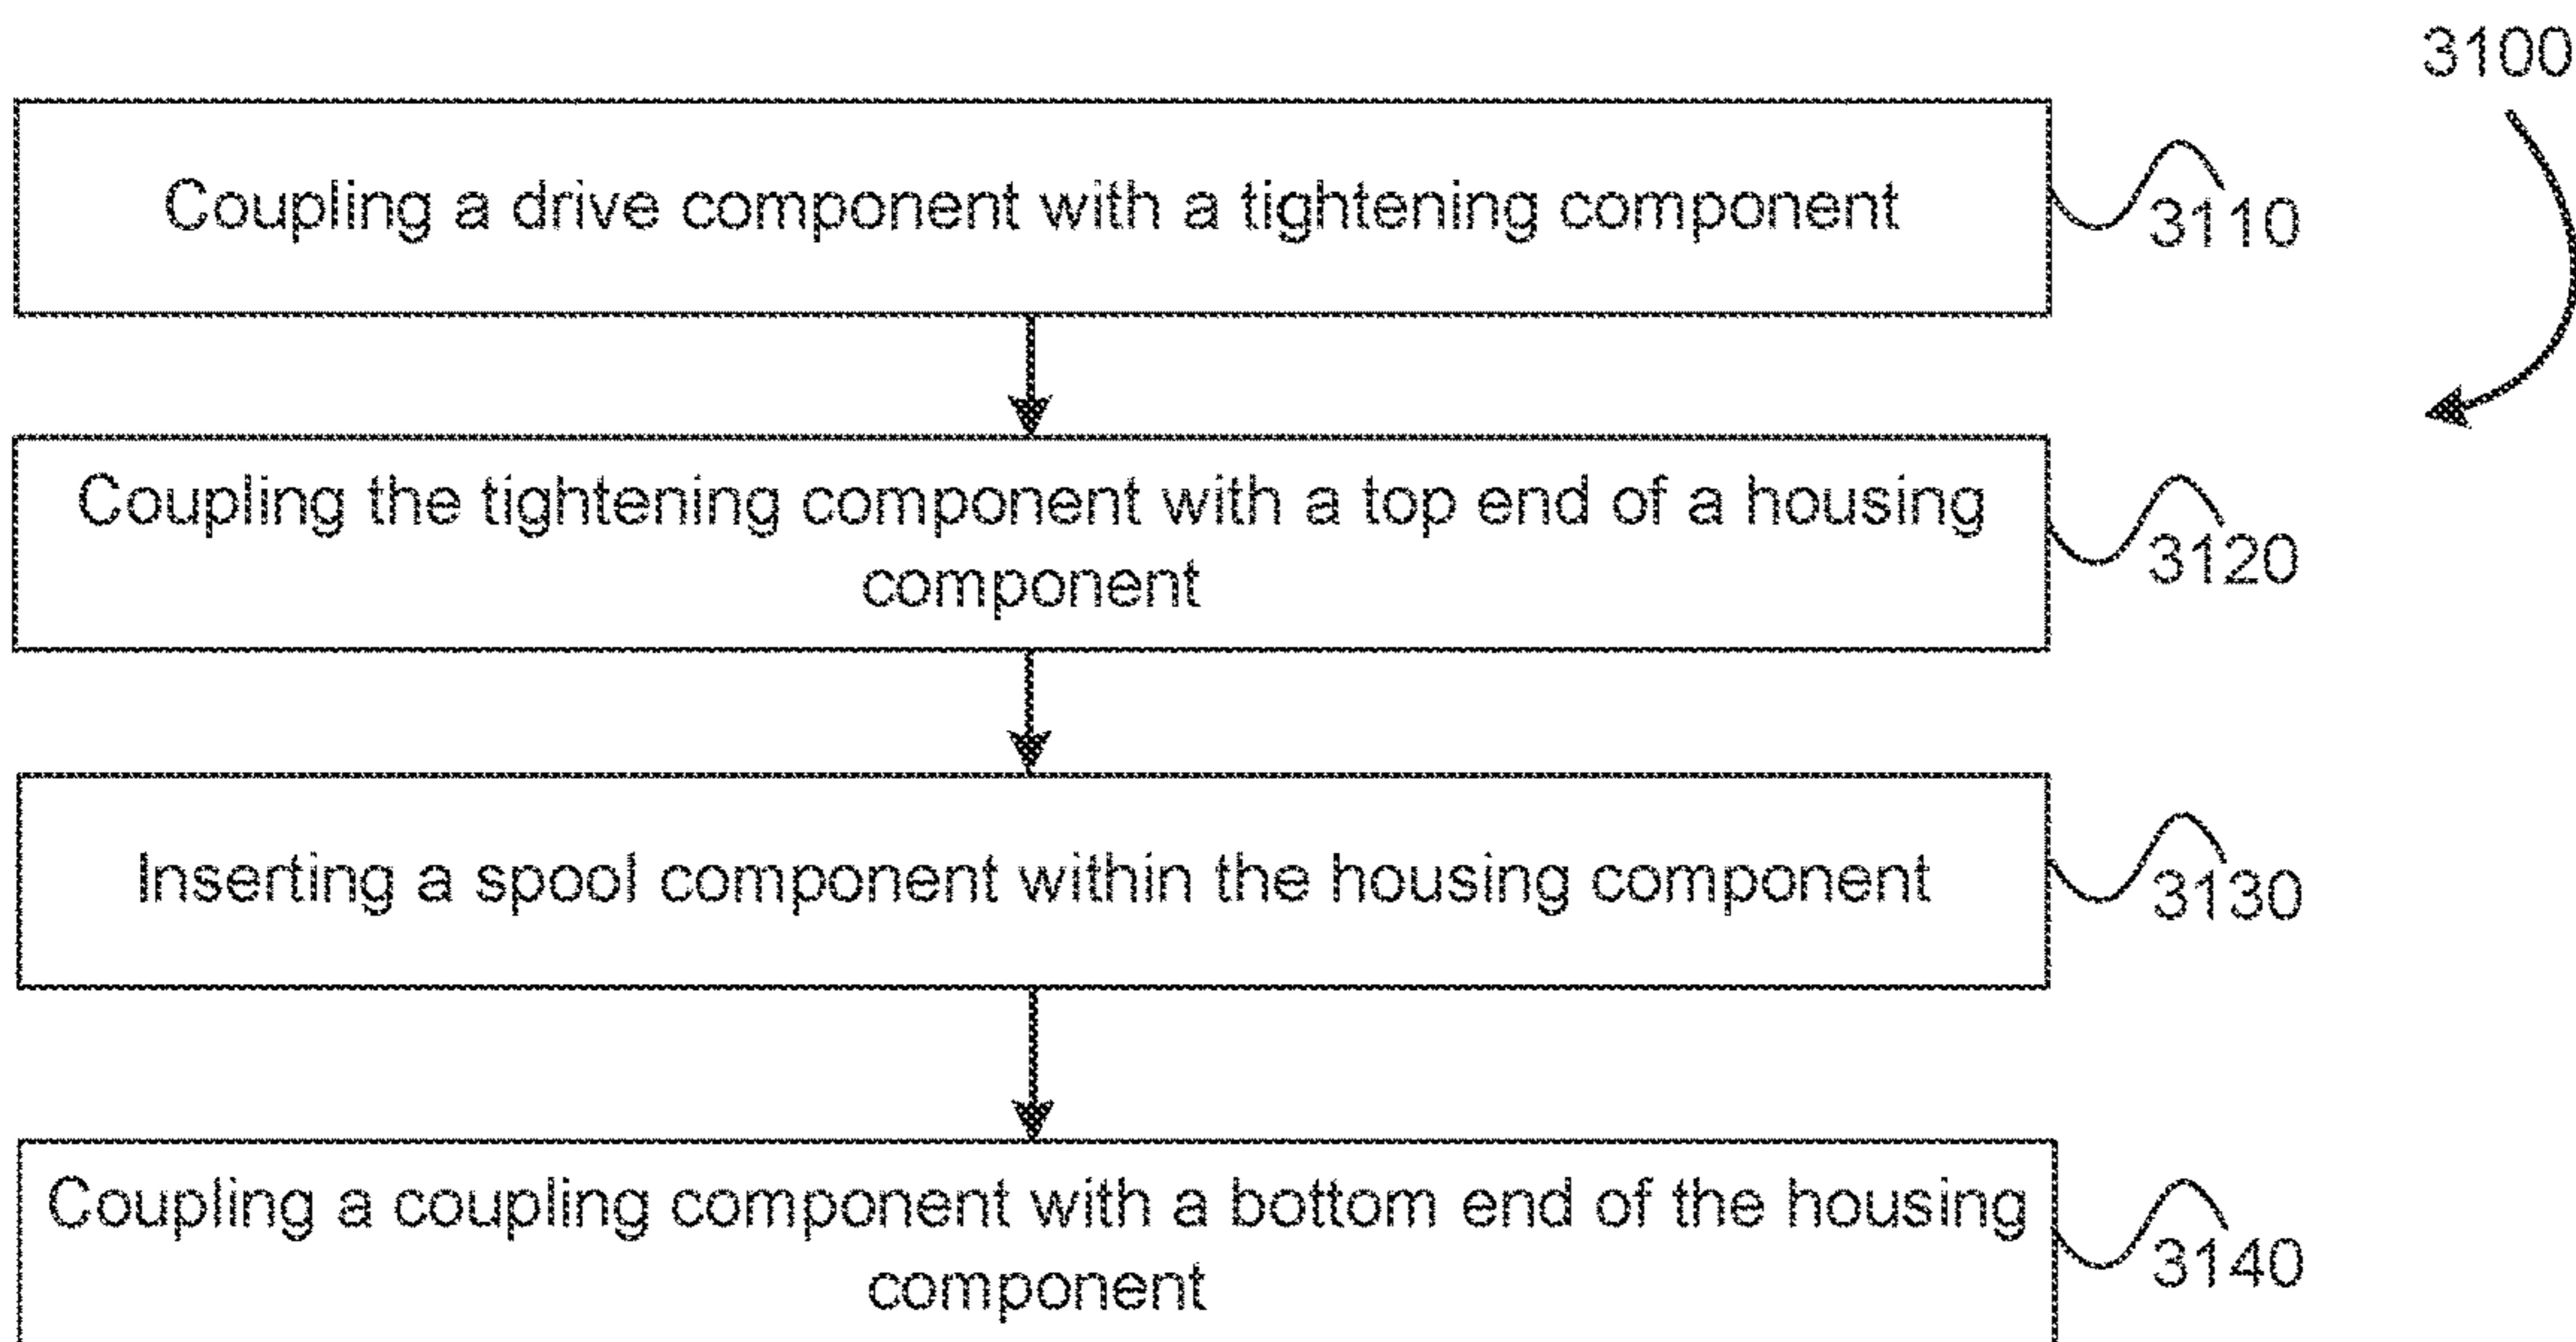 3100
Coupling a drive component with a tightening component
3110
Coupling the tightening component with a top end of a housing
component
3120
Inserting a spool component within the housing component
3130
Coupling a coupling component with a bottom end of the housing
component
3140